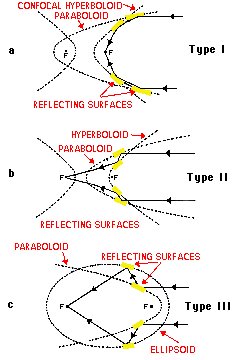 CONFOCAL HYPERBOLOID
PARABOLOID
a
F
F
Type I
REFLECTING SURFACES
HYPERBOLOID
PARABOLOID
b
F
F
Type II
REFLECTING SURFACES
PARABOLOID
REFLECTING SURFACES
c
F
F
Type III
ELLIPSOID